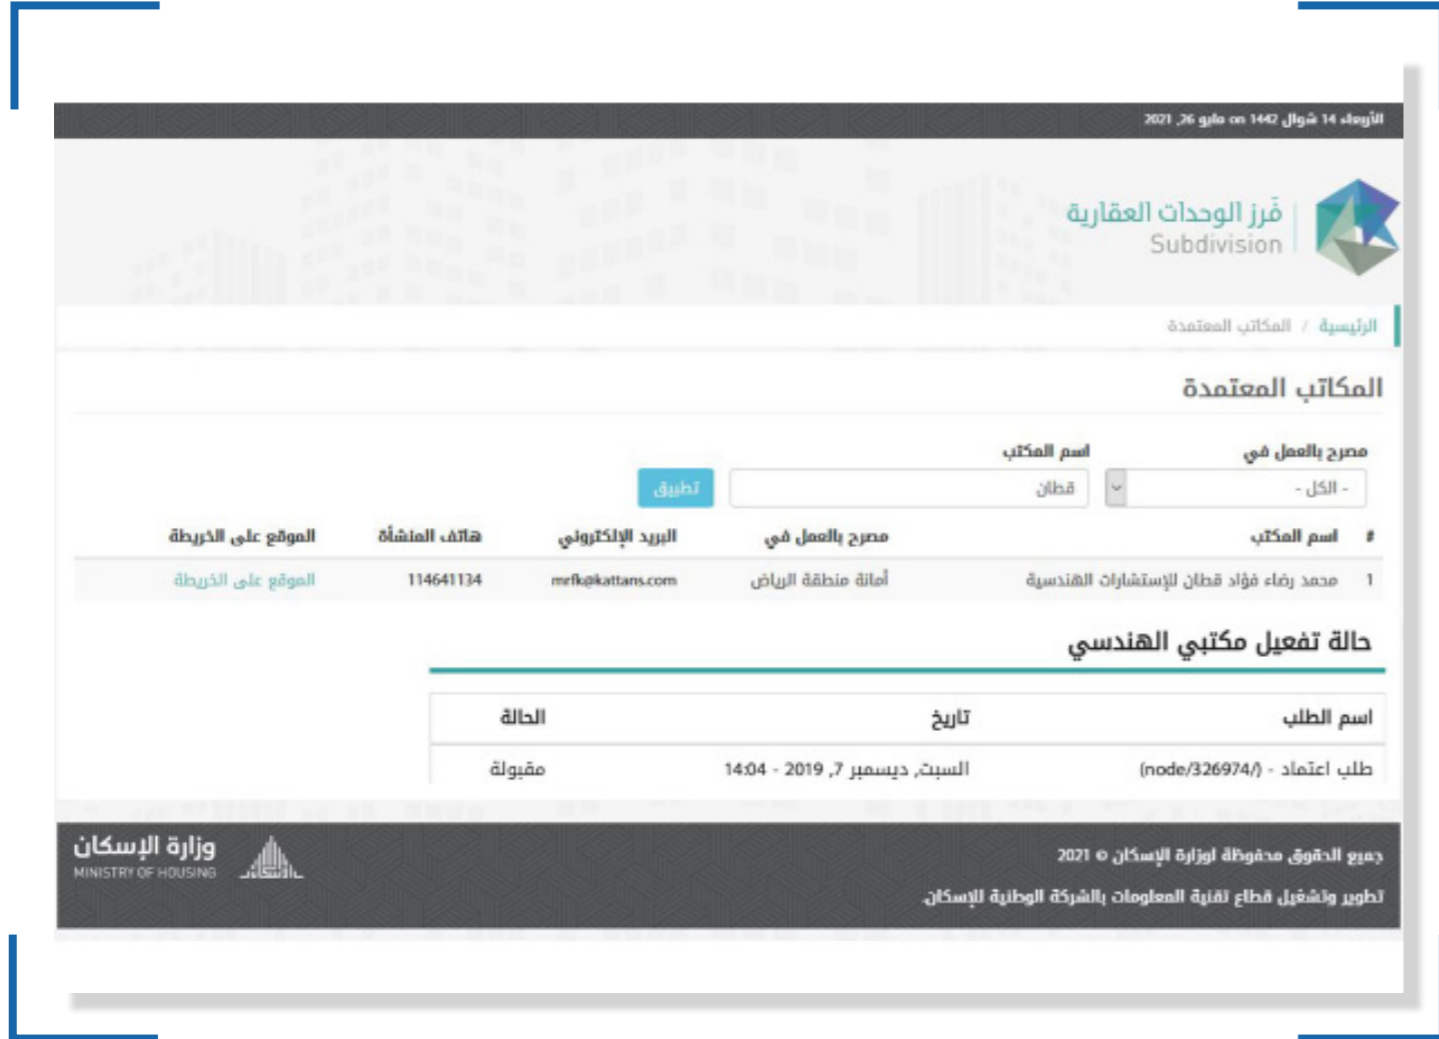 الأربعاء 14 شوال 1442 on مايو 26, 2021
فَرز الوحدات العقارية
Subdivision
الرئيسية / المكاتب المعتمدة
المكاتب المعتمدة
مصرح بالعمل في اسم المكتب
- الكل - قطان تطبيق
# اسم المكتب مصرح بالعمل في البريد الإلكتروني هاتف المنشأة الموقع على الخريطة
1 محمد رضاء فؤاد قطان للإستشارات الهندسية أمانة منطقة الرياض mrfk@kattans.com 114641134 الموقع على الخريطة
حالة تفعيل مكتبي الهندسي
اسم الطلب تاريخ الحالة
طلب اعتماد - (/node/326974) السبت, ديسمبر 7, 2019 - 14:04 مقبولة
جميع الحقوق محفوظة لوزارة الإسكان © 2021
تطوير وتشغيل قطاع تقنية المعلومات بالشركة الوطنية للإسكان.
وزارة الإسكان
MINISTRY OF HOUSING
الإسكان